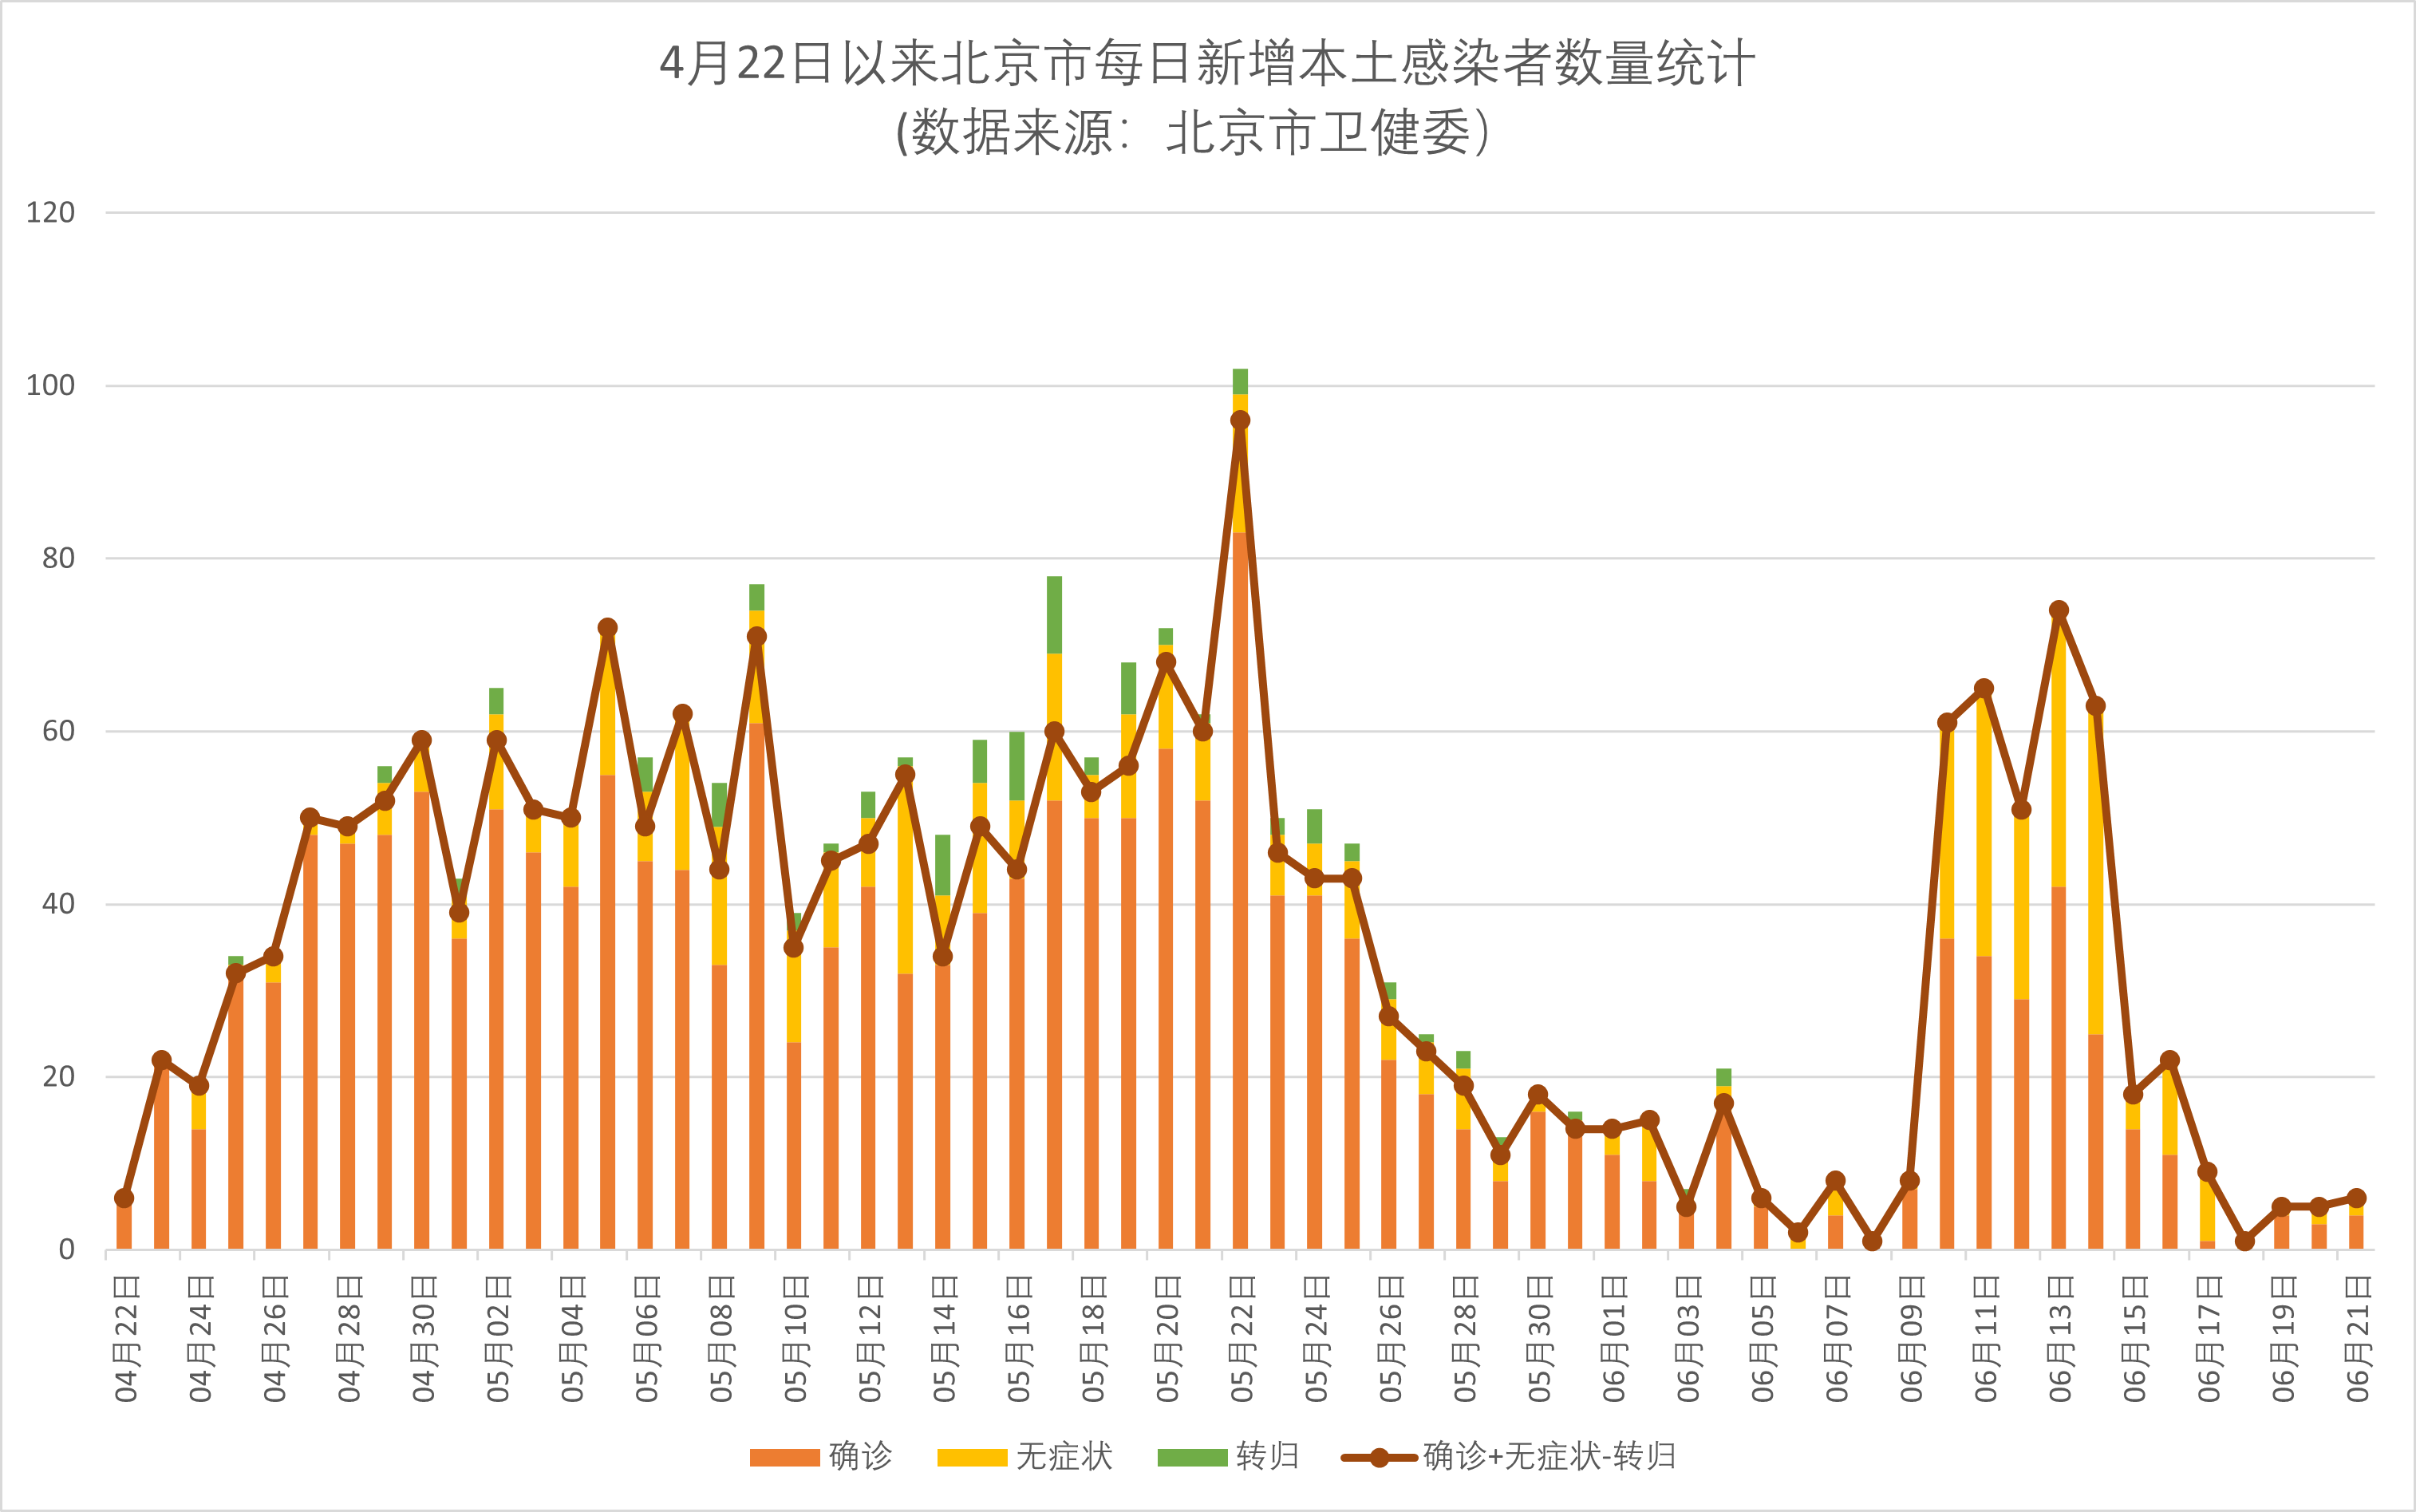 4月22日以来北京市每日新增本土感染者数量统计
(数据来源： 北京市卫健委）
120
100
80
60
40
20
0
04月22日
04月24日
04月26日
04月28日
04月30日
05月02日
05月04日
05月06日
05月08日
05月10日
05月12日
05月14日
05月16日
05月18日
05月20日
05月22日
05月24日
05月26日
05月28日
05月30日
06月01日
06月03日
06月05日
06月07日
06月09日
06月11日
06月13日
06月15日
06月17日
06月19日
06月21日
确诊
无症状
转归
确诊+无症状-转归